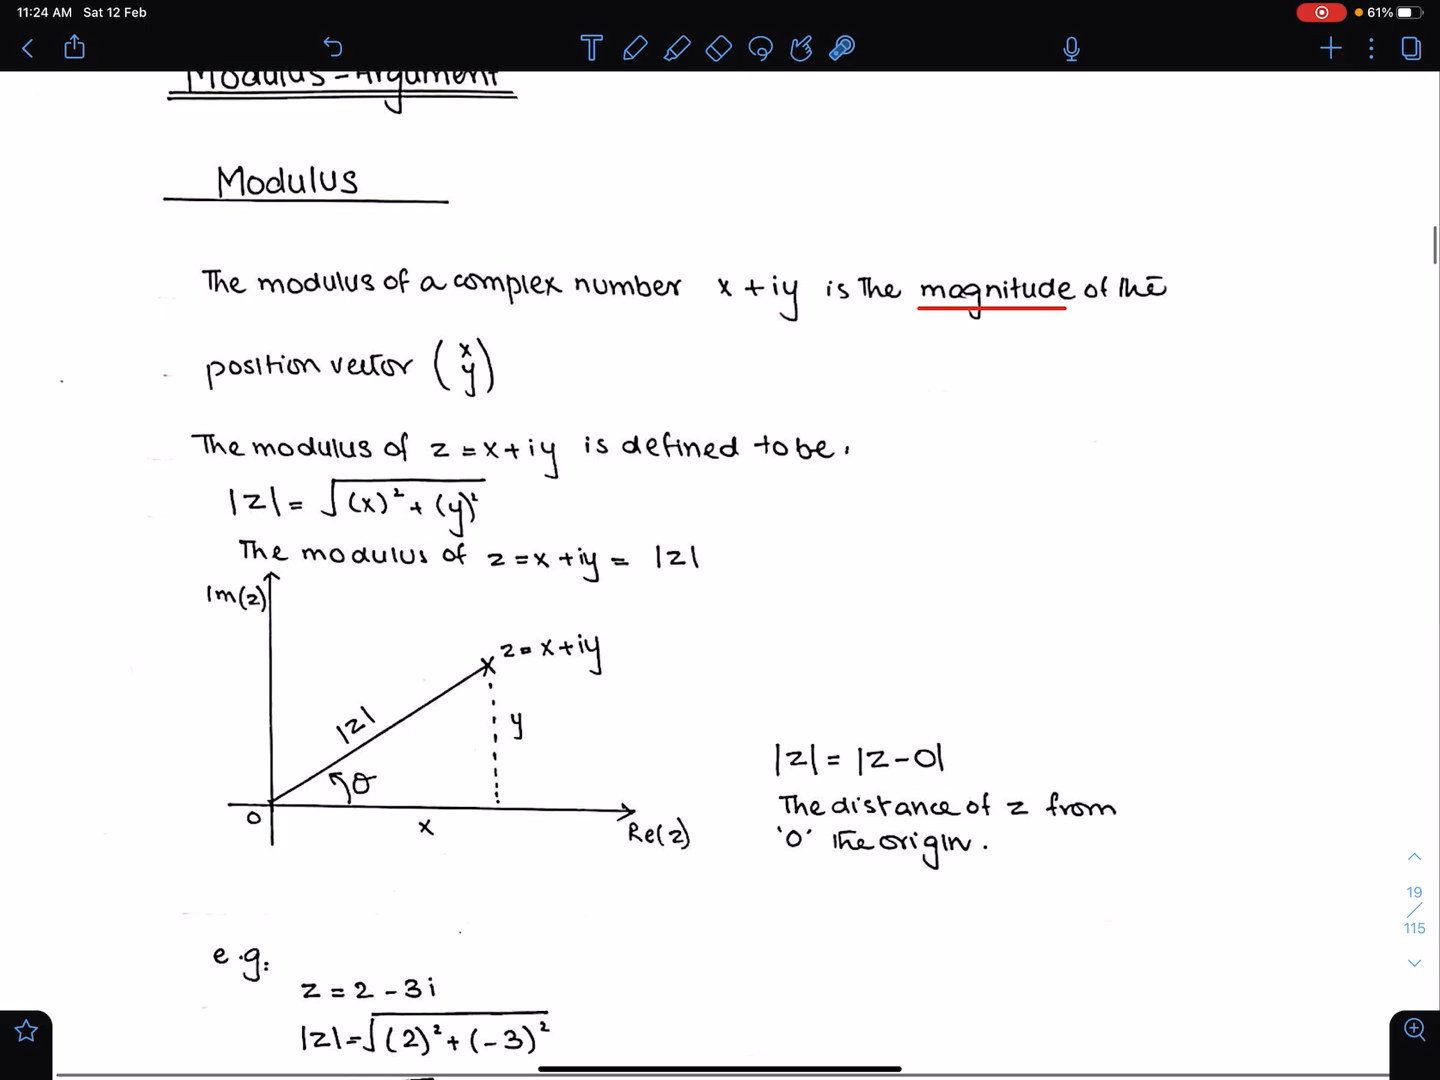 11:24 AM Sat 12 Feb
61%
Modulus - Argument
Modulus
The modulus of a complex number x + iy is the magnitude of the
position vector (x y)
The modulus of z = x + iy is defined to be.
|z| = √(x)² + (y)²
The modulus of z = x + iy = |z|
Im(z)
z = x + iy
|z|
y
θ
O
x
Re(z)
|z| = |z - 0|
The distance of z from
'O' the origin.
19
/
115
e.g:
z = 2 - 3i
|z| = √(2)² + (-3)²